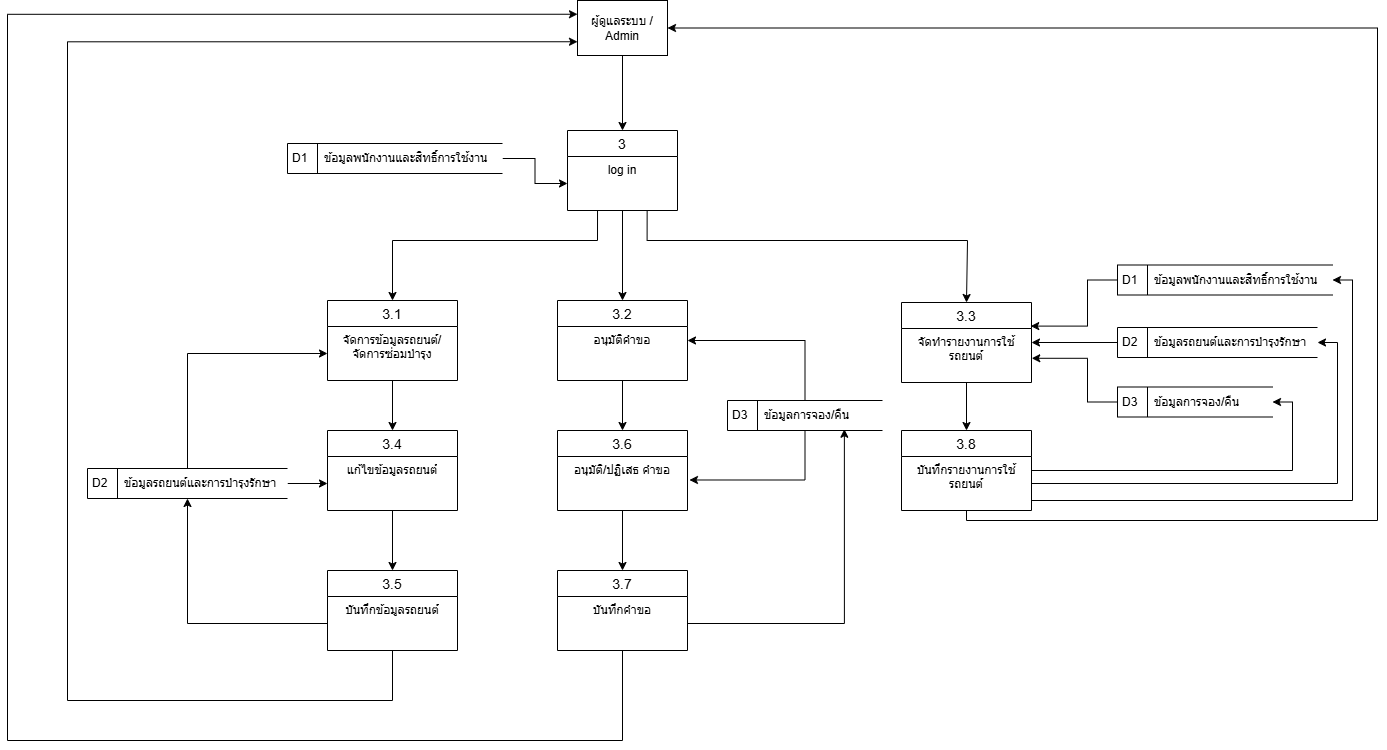 ผู้ดูแลระบบ /
Admin
3
log in
D1 ข้อมูลพนักงานและสิทธิ์การใช้งาน
3.1
จัดการข้อมูลรถยนต์/
จัดการซ่อมบำรุง
3.2
อนุมัติคำขอ
3.3
จัดทำรายงานการใช้
รถยนต์
D1 ข้อมูลพนักงานและสิทธิ์การใช้งาน
D2 ข้อมูลรถยนต์และการบำรุงรักษา
D3 ข้อมูลการจอง/คืน
D3 ข้อมูลการจอง/คืน
3.4
แก้ไขข้อมูลรถยนต์
3.6
อนุมัติ/ปฏิเสธ คำขอ
3.8
บันทึกรายงานการใช้
รถยนต์
D2 ข้อมูลรถยนต์และการบำรุงรักษา
3.5
บันทึกข้อมูลรถยนต์
3.7
บันทึกคำขอ